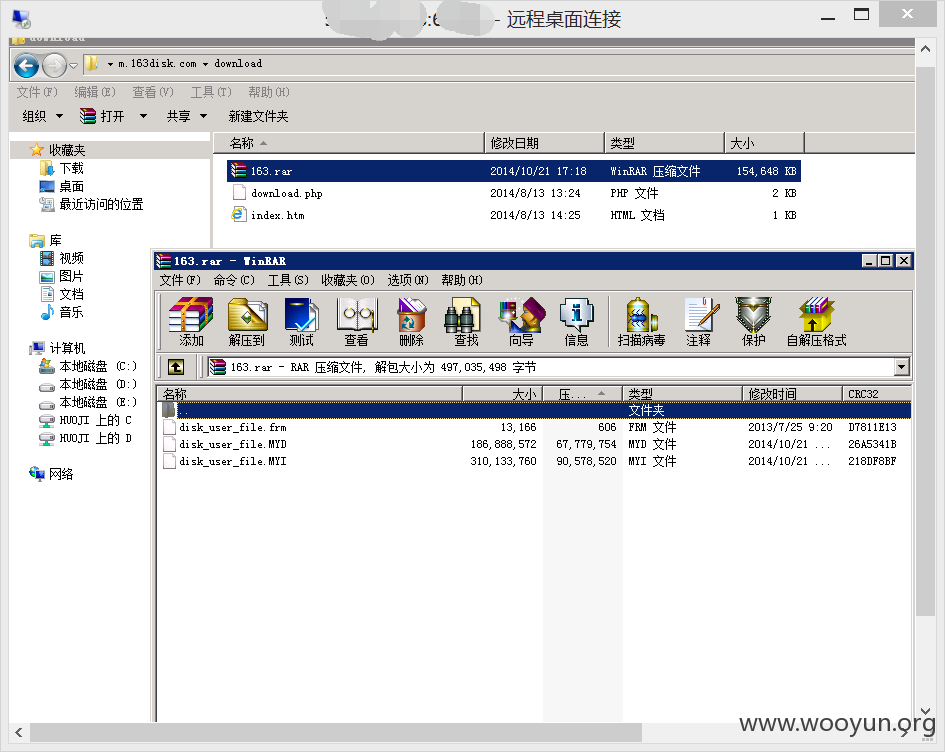 - 远程桌面连接
download
m.163disk.com download
文件(F) 编辑(E) 查看(V) 工具(T) 帮助(H)
组织 打开 共享 新建文件夹
收藏夹
下载
桌面
最近访问的位置
库
视频
图片
文档
音乐
计算机
本地磁盘 (C:)
本地磁盘 (D:)
本地磁盘 (E:)
HUOJI 上的 C
HUOJI 上的 D
网络
名称 修改日期 类型 大小
163.rar 2014/10/21 17:18 WinRAR 压缩文件 154,648 KB
download.php 2014/8/13 13:24 PHP 文件 2 KB
index.htm 2014/8/13 14:25 HTML 文档 1 KB
163.rar - WinRAR
文件(F) 命令(C) 工具(S) 收藏夹(O) 选项(N) 帮助(H)
添加 解压到 测试 查看 删除 查找 向导 信息 扫描病毒 注释 保护 自解压格式
163.rar - RAR 压缩文件, 解包大小为 497,035,498 字节
名称 大小 压... 类型 修改时间 CRC32
.. 文件夹
disk_user_file.frm 13,166 606 FRM 文件 2013/7/25 9:20 D7811E13
disk_user_file.MYD 186,888,572 67,779,754 MYD 文件 2014/10/21 ... 26A5341B
disk_user_file.MYI 310,133,760 90,578,520 MYI 文件 2014/10/21 ... 218DF8BF
www.wooyun.org